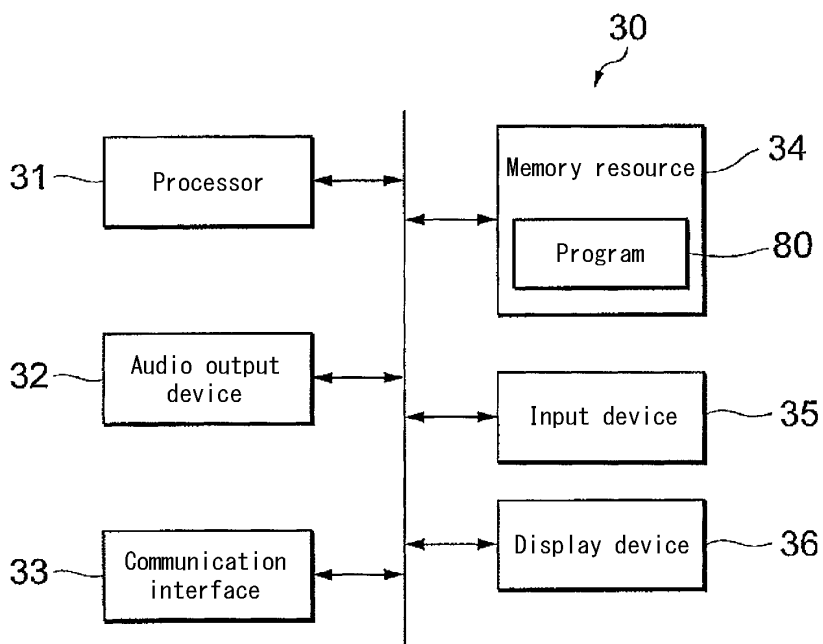 30
31
Processor
Memory resource
34
Program
80
32
Audio output
device
Input device
35
33
Communication
interface
Display device
36